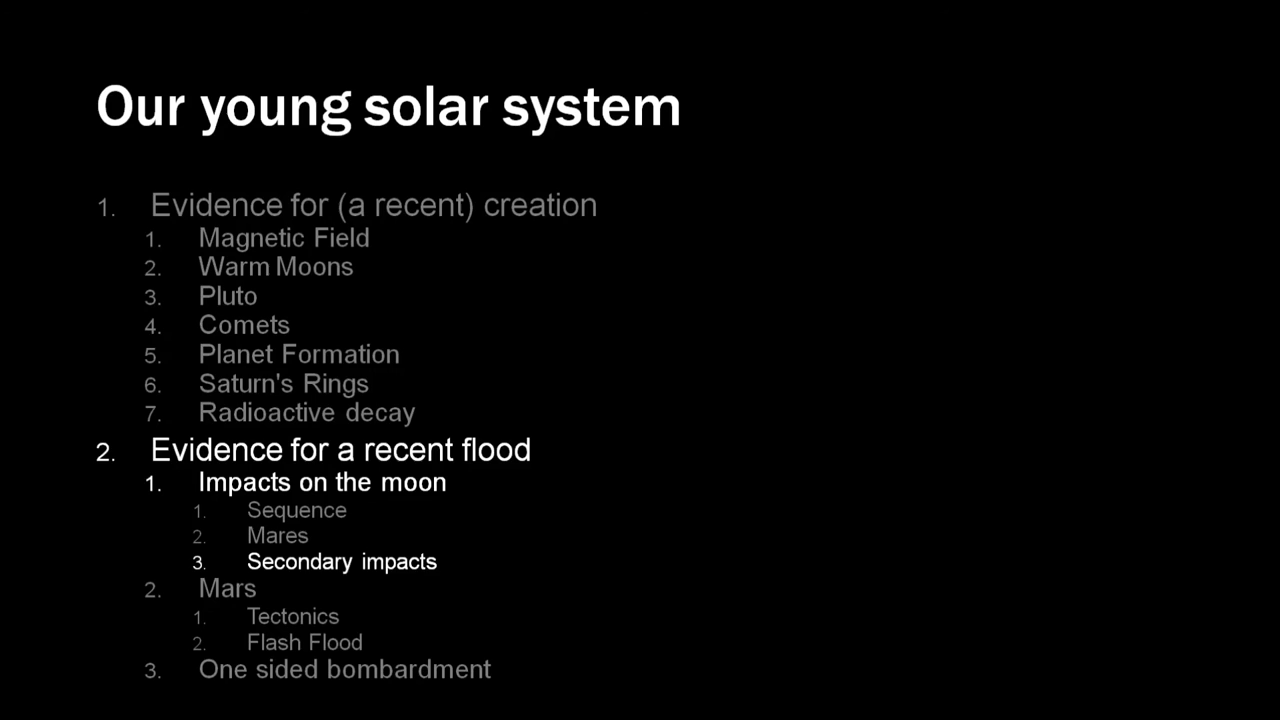 Our young solar system
1. Evidence for (a recent) creation
1. Magnetic Field
2. Warm Moons
3. Pluto
4. Comets
5. Planet Formation
6. Saturn's Rings
7. Radioactive decay
2. Evidence for a recent flood
1. Impacts on the moon
1. Sequence
2. Mares
3. Secondary impacts
2. Mars
1. Tectonics
2. Flash Flood
3. One sided bombardment